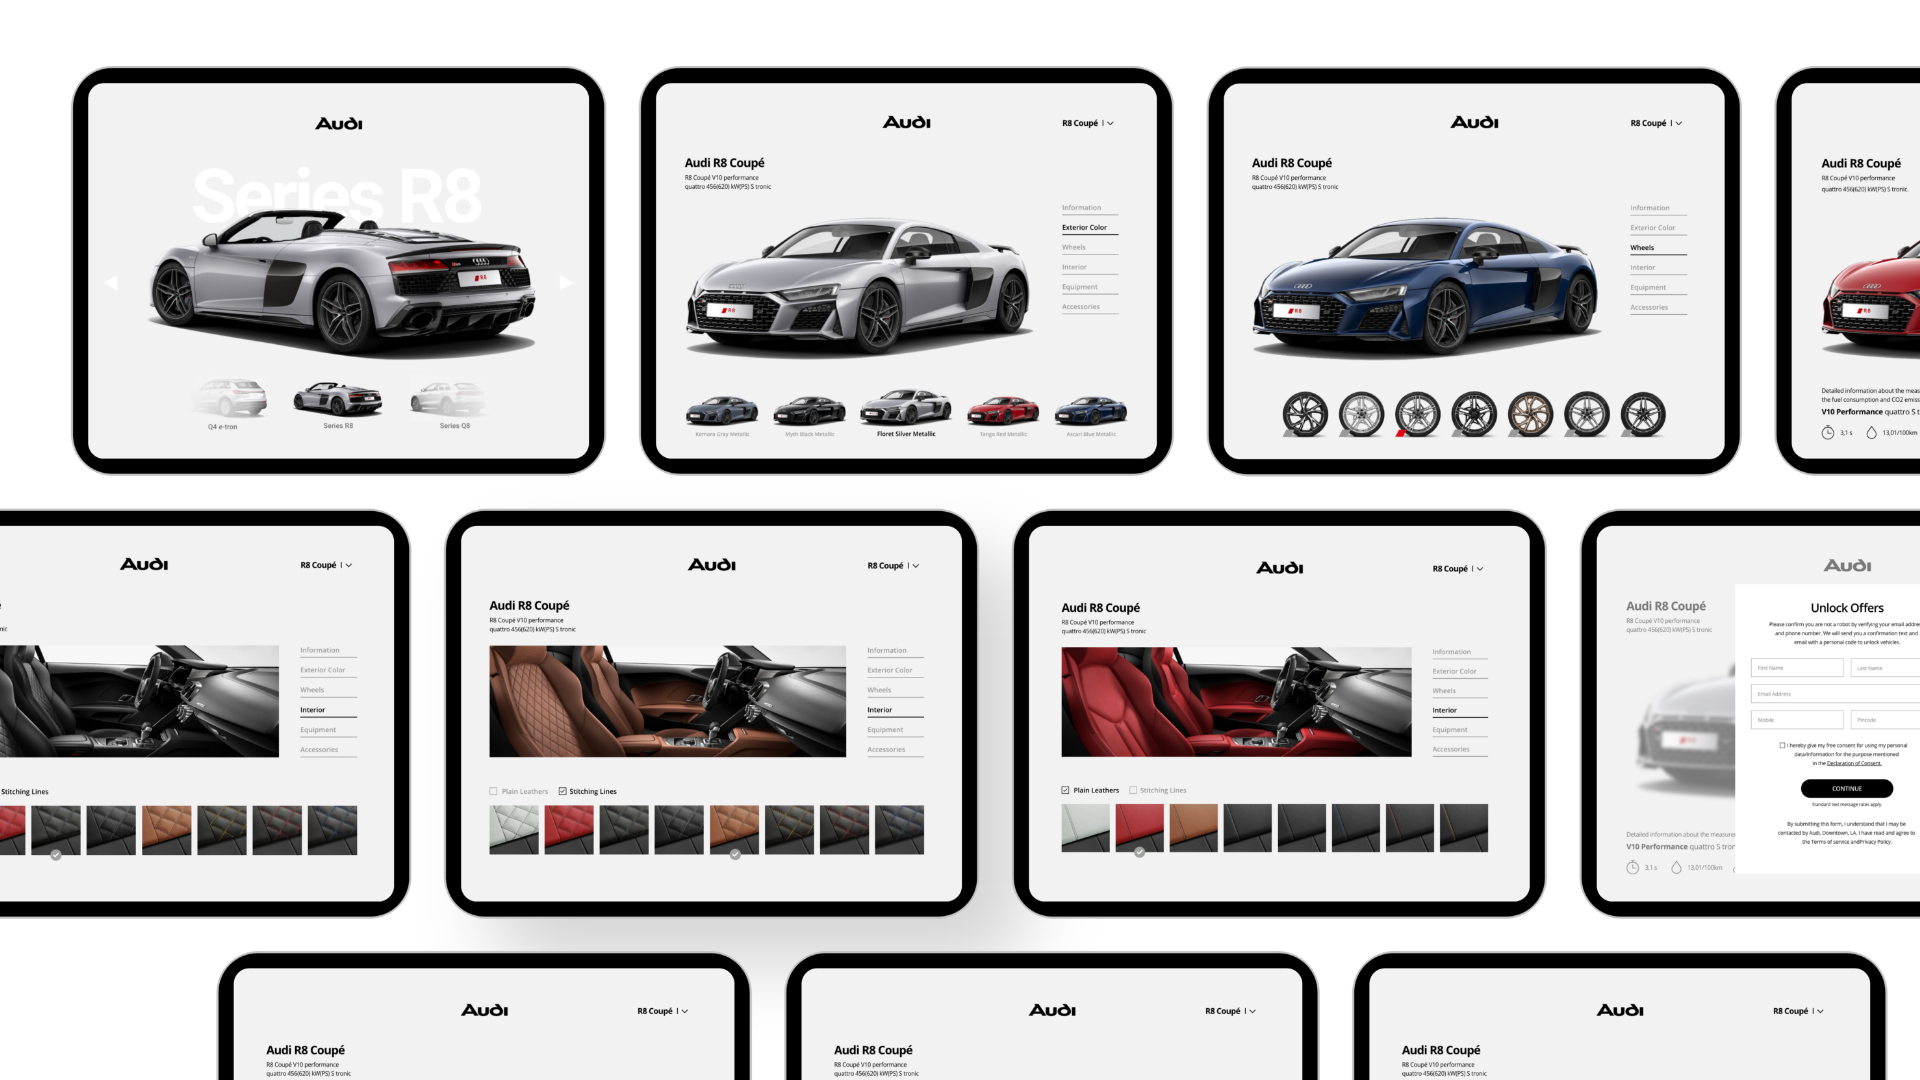 Audi
Series R8
R8
Q4 e-tron
Series R8
Series Q8
Audi
R8 Coupé
Audi R8 Coupé
R8 Coupé V10 performance
quattro 456(620) kW(PS) S tronic
Information
Exterior Color
Wheels
Interior
Equipment
Accessories
R8
Floret Silver Metallic
Tango Red Metallic
Ascari Blue Metallic
Audi
R8 Coupé
Audi R8 Coupé
R8 Coupé V10 performance
quattro 456(620) kW(PS) S tronic
Information
Exterior Color
Wheels
Interior
Equipment
Accessories
R8
Audi R8 Coupé
R8 Coupé V10 performance
quattro 456(620) kW(PS) S tronic.
R8
Detailed information about the
the fuel consumption and CO2
V10 Performance quattro S
3,1 s
13,01/100km
Audi
R8 Coupé
Information
Exterior Color
Wheels
Interior
Equipment
Accessories
Stitching Lines
Audi
R8 Coupé
Audi R8 Coupé
R8 Coupé V10 performance
quattro 456(620) kW(PS) S tronic
Information
Exterior Color
Wheels
Interior
Equipment
Accessories
Plain Leathers
Stitching Lines
Audi
R8 Coupé
Audi R8 Coupé
R8 Coupé V10 performance
quattro 456(620) kW(PS) S tronic
Information
Exterior Color
Wheels
Interior
Equipment
Accessories
Plain Leathers
Stitching Lines
Audi
Audi R8 Coupé
R8 Coupé V10 performance
quattro 456(620) kW(PS) S tronic
Unlock Offers
Please confirm you are not a robot by verifying your email
and phone number. We will send you a confirmation text and
email with a personal code to unlock vehicles.
First Name
Last Name
Email Address
Mobile
Pincode
I hereby give my free consent for using my personal
data/information for the purpose mentioned
in the Declaration of Consent.
CONTINUE
Standard text message rates apply.
By submitting this form, I understand that I may be
contacted by Audi, Downtown, LA. I have read and agree to
the Terms of service andPrivacy Policy.
Detailed information about the
V10 Performance quattro S
3,1 s
13,01/100km
Audi
R8 Coupé
Audi R8 Coupé
R8 Coupé V10 performance
quattro 456(620) kW(PS) S tronic
Audi
R8 Coupé
Audi R8 Coupé
R8 Coupé V10 performance
quattro 456(620) kW(PS) S tronic
Audi
R8 Coupé
Audi R8 Coupé
R8 Coupé V10 performance
quattro 456(620) kW(PS) S tronic